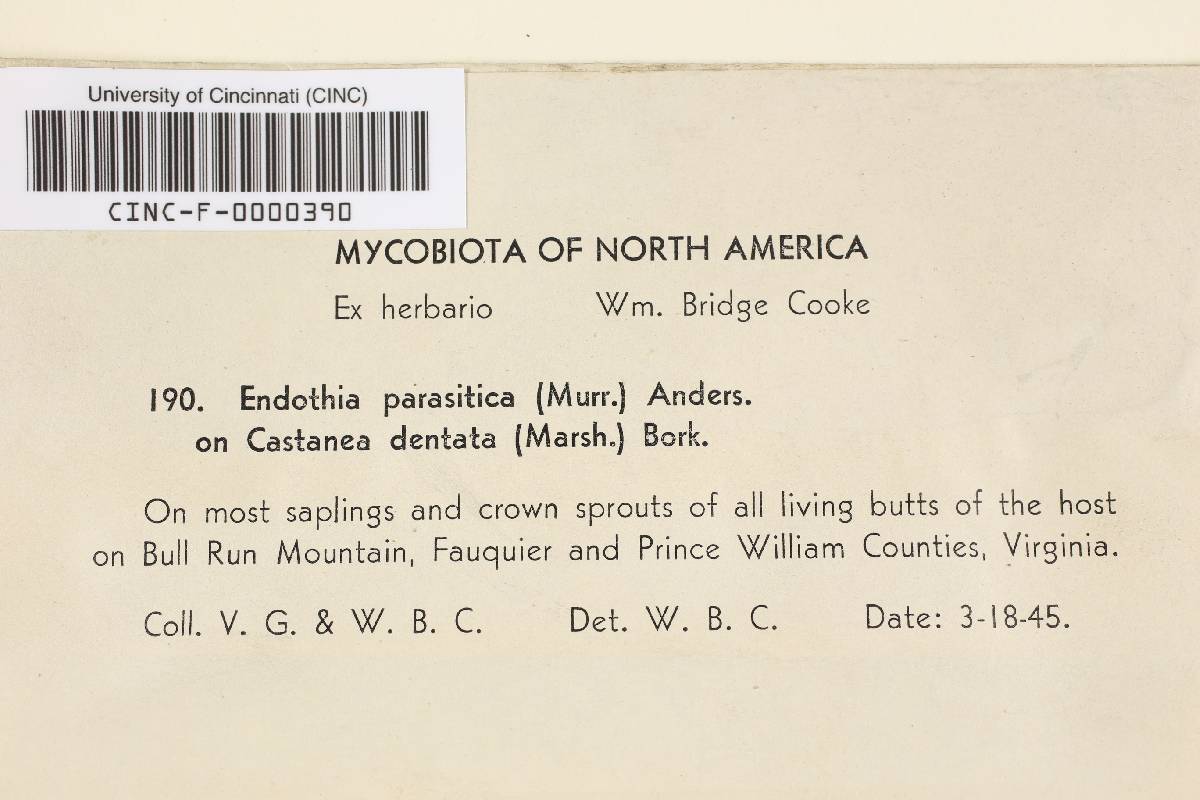 University of Cincinnati (CINC)
CINC-F-0000390
MYCOBIOTA OF NORTH AMERICA
Ex herbario Wm. Bridge Cooke
190. Endothia parasitica (Murr.) Anders.
on Castanea dentata (Marsh.) Bork.
On most saplings and crown sprouts of all living butts of the host
on Bull Run Mountain, Fauquier and Prince William Counties, Virginia.
Coll. V. G. & W. B. C. Det. W. B. C. Date: 3-18-45.